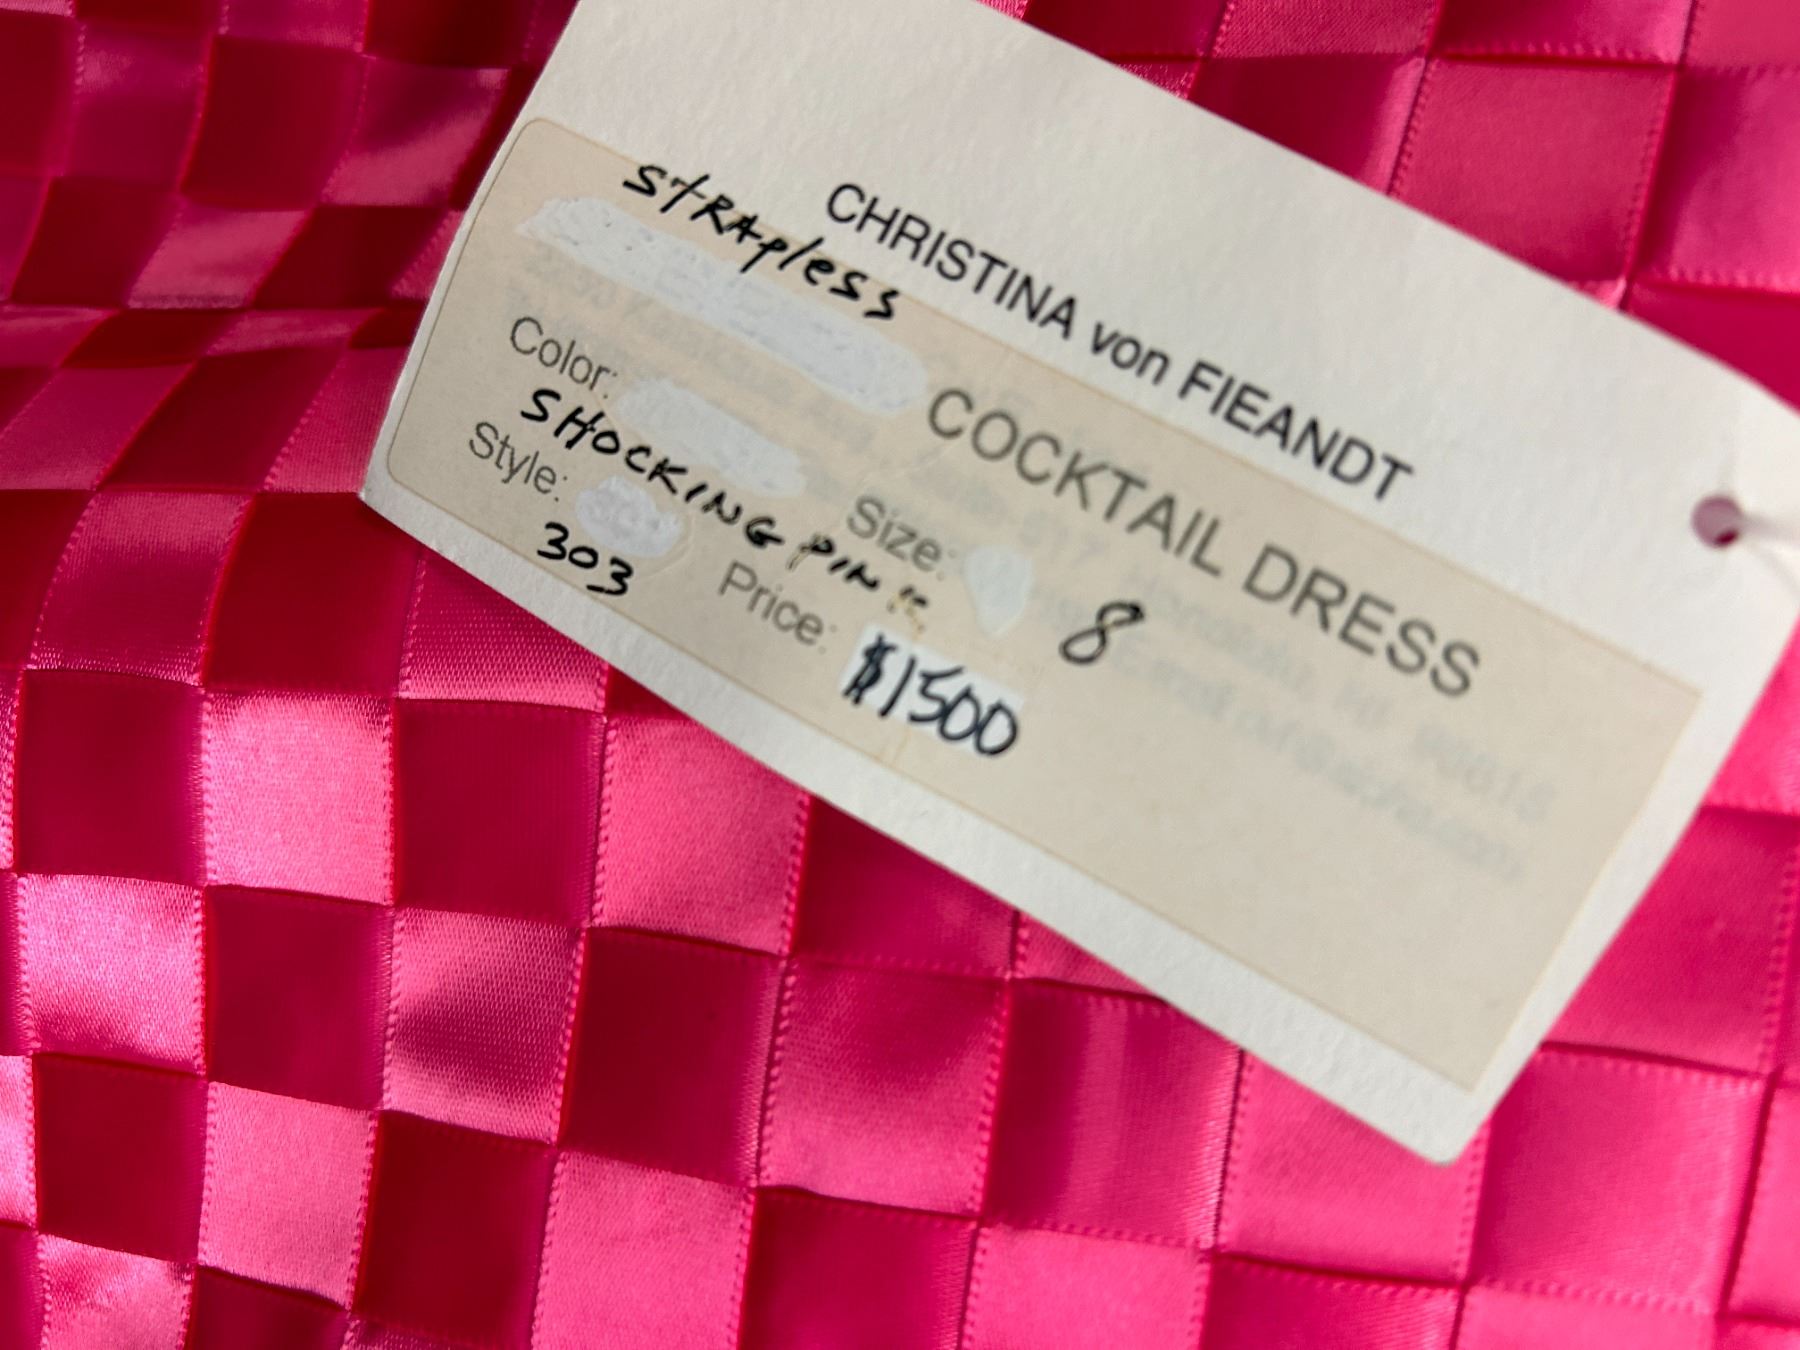 CHRISTINA von FIEANDT
STRAPless
COCKTAIL DRESS
Color:
SHOCKING PINK
Size: 8
Style:
303
Price: $1500